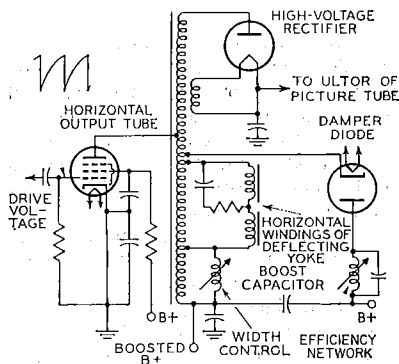 HIGH-VOLTAGE
RECTIFIER
TO ULTOR OF
PICTURE TUBE
HORIZONTAL
OUTPUT TUBE
DAMPER
DIODE
DRIVE
VOL-
TAGE
HORIZONTAL
WINDINGS OF
DEFLECTING
YOKE
BOOST
CAPACITOR
B+
B+
WIDTH
CONTROL
EFFICIENCY
NETWORK
BOOSTED
B+